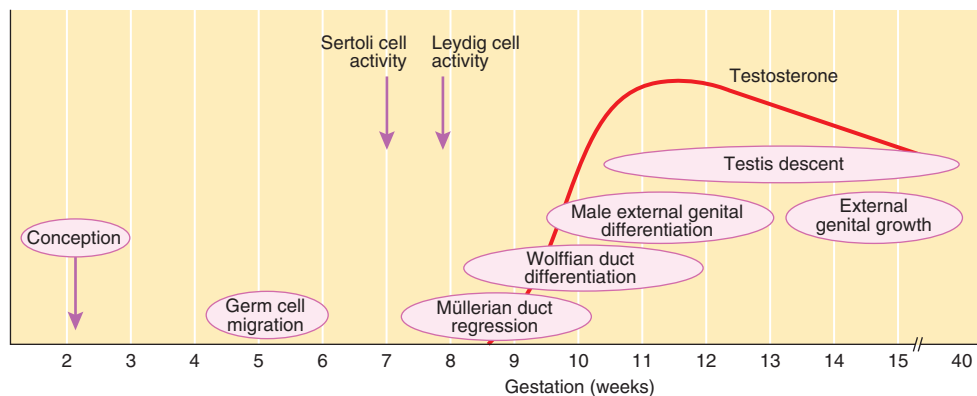 Sertoli cell
activity
Leydig cell
activity
Testosterone
Testis descent
Male external genital
differentiation
External
genital growth
Conception
Wolffian duct
differentiation
Germ cell
migration
Müllerian duct
regression
2 3 4 5 6 7 8 9 10 11 12 13 14 15 40
Gestation (weeks)